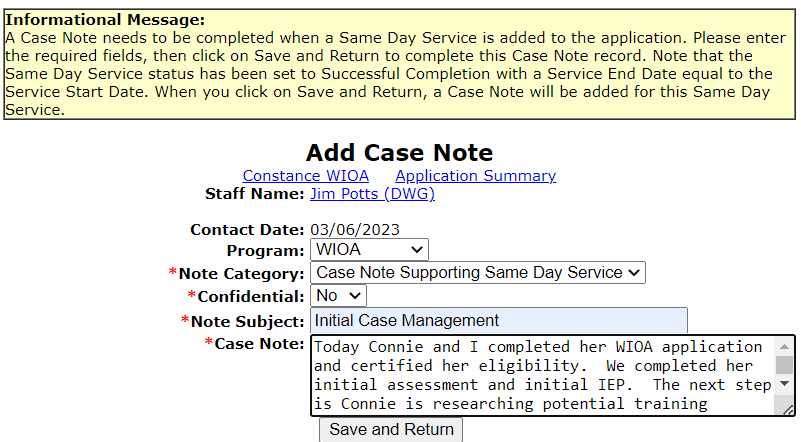 Informational Message:
A Case Note needs to be completed when a Same Day Service is added to the application. Please enter
the required fields, then click on Save and Return to complete this Case Note record. Note that the
Same Day Service status has been set to Successful Completion with a Service End Date equal to the
Service Start Date. When you click on Save and Return, a Case Note will be added for this Same Day
Service.
Add Case Note
Constance WIOA Application Summary
Staff Name: Jim Potts (DWG)
Contact Date: 03/06/2023
Program: WIOA
*Note Category: Case Note Supporting Same Day Service
*Confidential: No
*Note Subject: Initial Case Management
*Case Note: Today Connie and I completed her WIOA application
and certified her eligibility. We completed her
initial assessment and initial IEP. The next step
is Connie is researching potential training
Save and Return